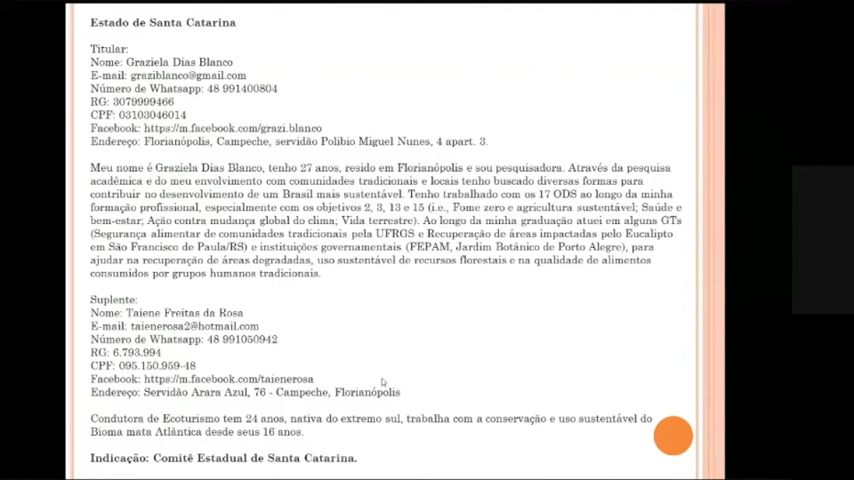 Estado de Santa Catarina
Titular:
Nome: Graziela Dias Blanco
E-mail: graziblanco@gmail.com
Número de Whatsapp: 48 991400804
RG: 3079999466
CPF: 03103046014
Facebook: https://m.facebook.com/grazi.blanco
Endereço: Florianópolis, Campeche, servidão Polibio Miguel Nunes, 4 apart. 3.
Meu nome é Graziela Dias Blanco, tenho 27 anos, resido em Florianópolis e sou pesquisadora. Através da pesquisa
acadêmica e do meu envolvimento com comunidades tradicionais e locais tenho buscado diversas formas para
contribuir no desenvolvimento de um Brasil mais sustentável. Tenho trabalhado com os 17 ODS ao longo da minha
formação profissional, especialmente com os objetivos 2, 3, 13 e 15 (i.e., Fome zero e agricultura sustentável; Saúde e
bem-estar; Ação contra mudança global do clima; Vida terrestre). Ao longo da minha graduação atuei em alguns GTs
(Segurança alimentar de comunidades tradicionais pela UFRGS e Recuperação de áreas impactadas pelo Eucalipto
em São Francisco de Paula/RS) e instituições governamentais (FEPAM, Jardim Botânico de Porto Alegre), para
ajudar na recuperação de áreas degradadas, uso sustentável de recursos florestais e na qualidade de alimentos
consumidos por grupos humanos tradicionais.
Suplente:
Nome: Taiene Freitas da Rosa
E-mail: taienerosa2@hotmail.com
Número de Whatsapp: 48 991050942
RG: 6.793.994
CPF: 095.150.959-48
Facebook: https://m.facebook.com/taienerosa
Endereço: Servidão Arara Azul, 76 - Campeche, Florianópolis
Condutora de Ecoturismo tem 24 anos, nativa do extremo sul, trabalha com a conservação e uso sustentável do
Bioma mata Atlântica desde seus 16 anos.
Indicação: Comitê Estadual de Santa Catarina.